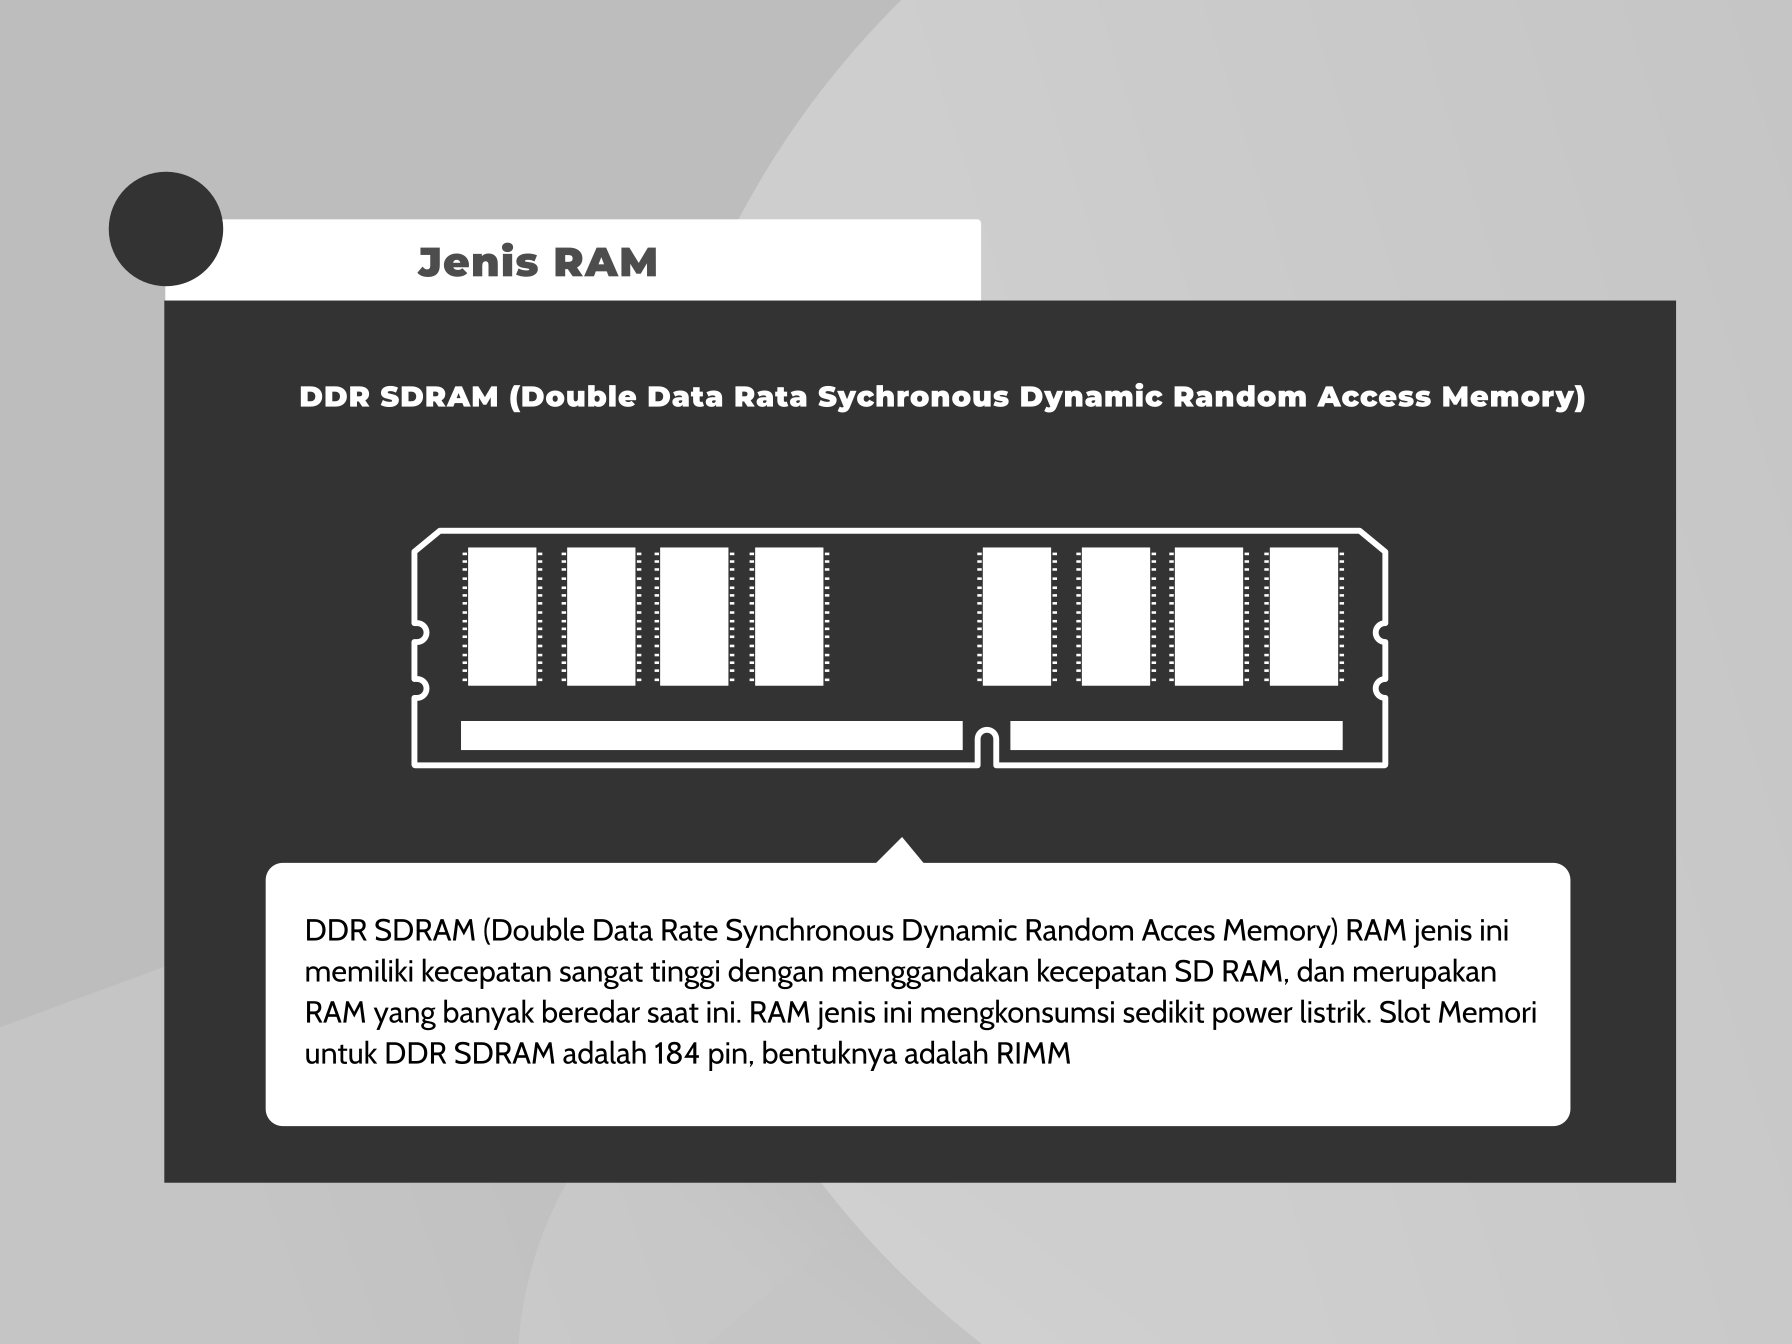 Jenis RAM
DDR SDRAM (Double Data Rata Sychronous Dynamic Random Access Memory)
DDR SDRAM (Double Data Rate Synchronous Dynamic Random Acces Memory) RAM jenis ini
memiliki kecepatan sangat tinggi dengan menggandakan kecepatan SD RAM, dan merupakan
RAM yang banyak beredar saat ini. RAM jenis ini mengkonsumsi sedikit power listrik. Slot Memori
untuk DDR SDRAM adalah 184 pin, bentuknya adalah RIMM